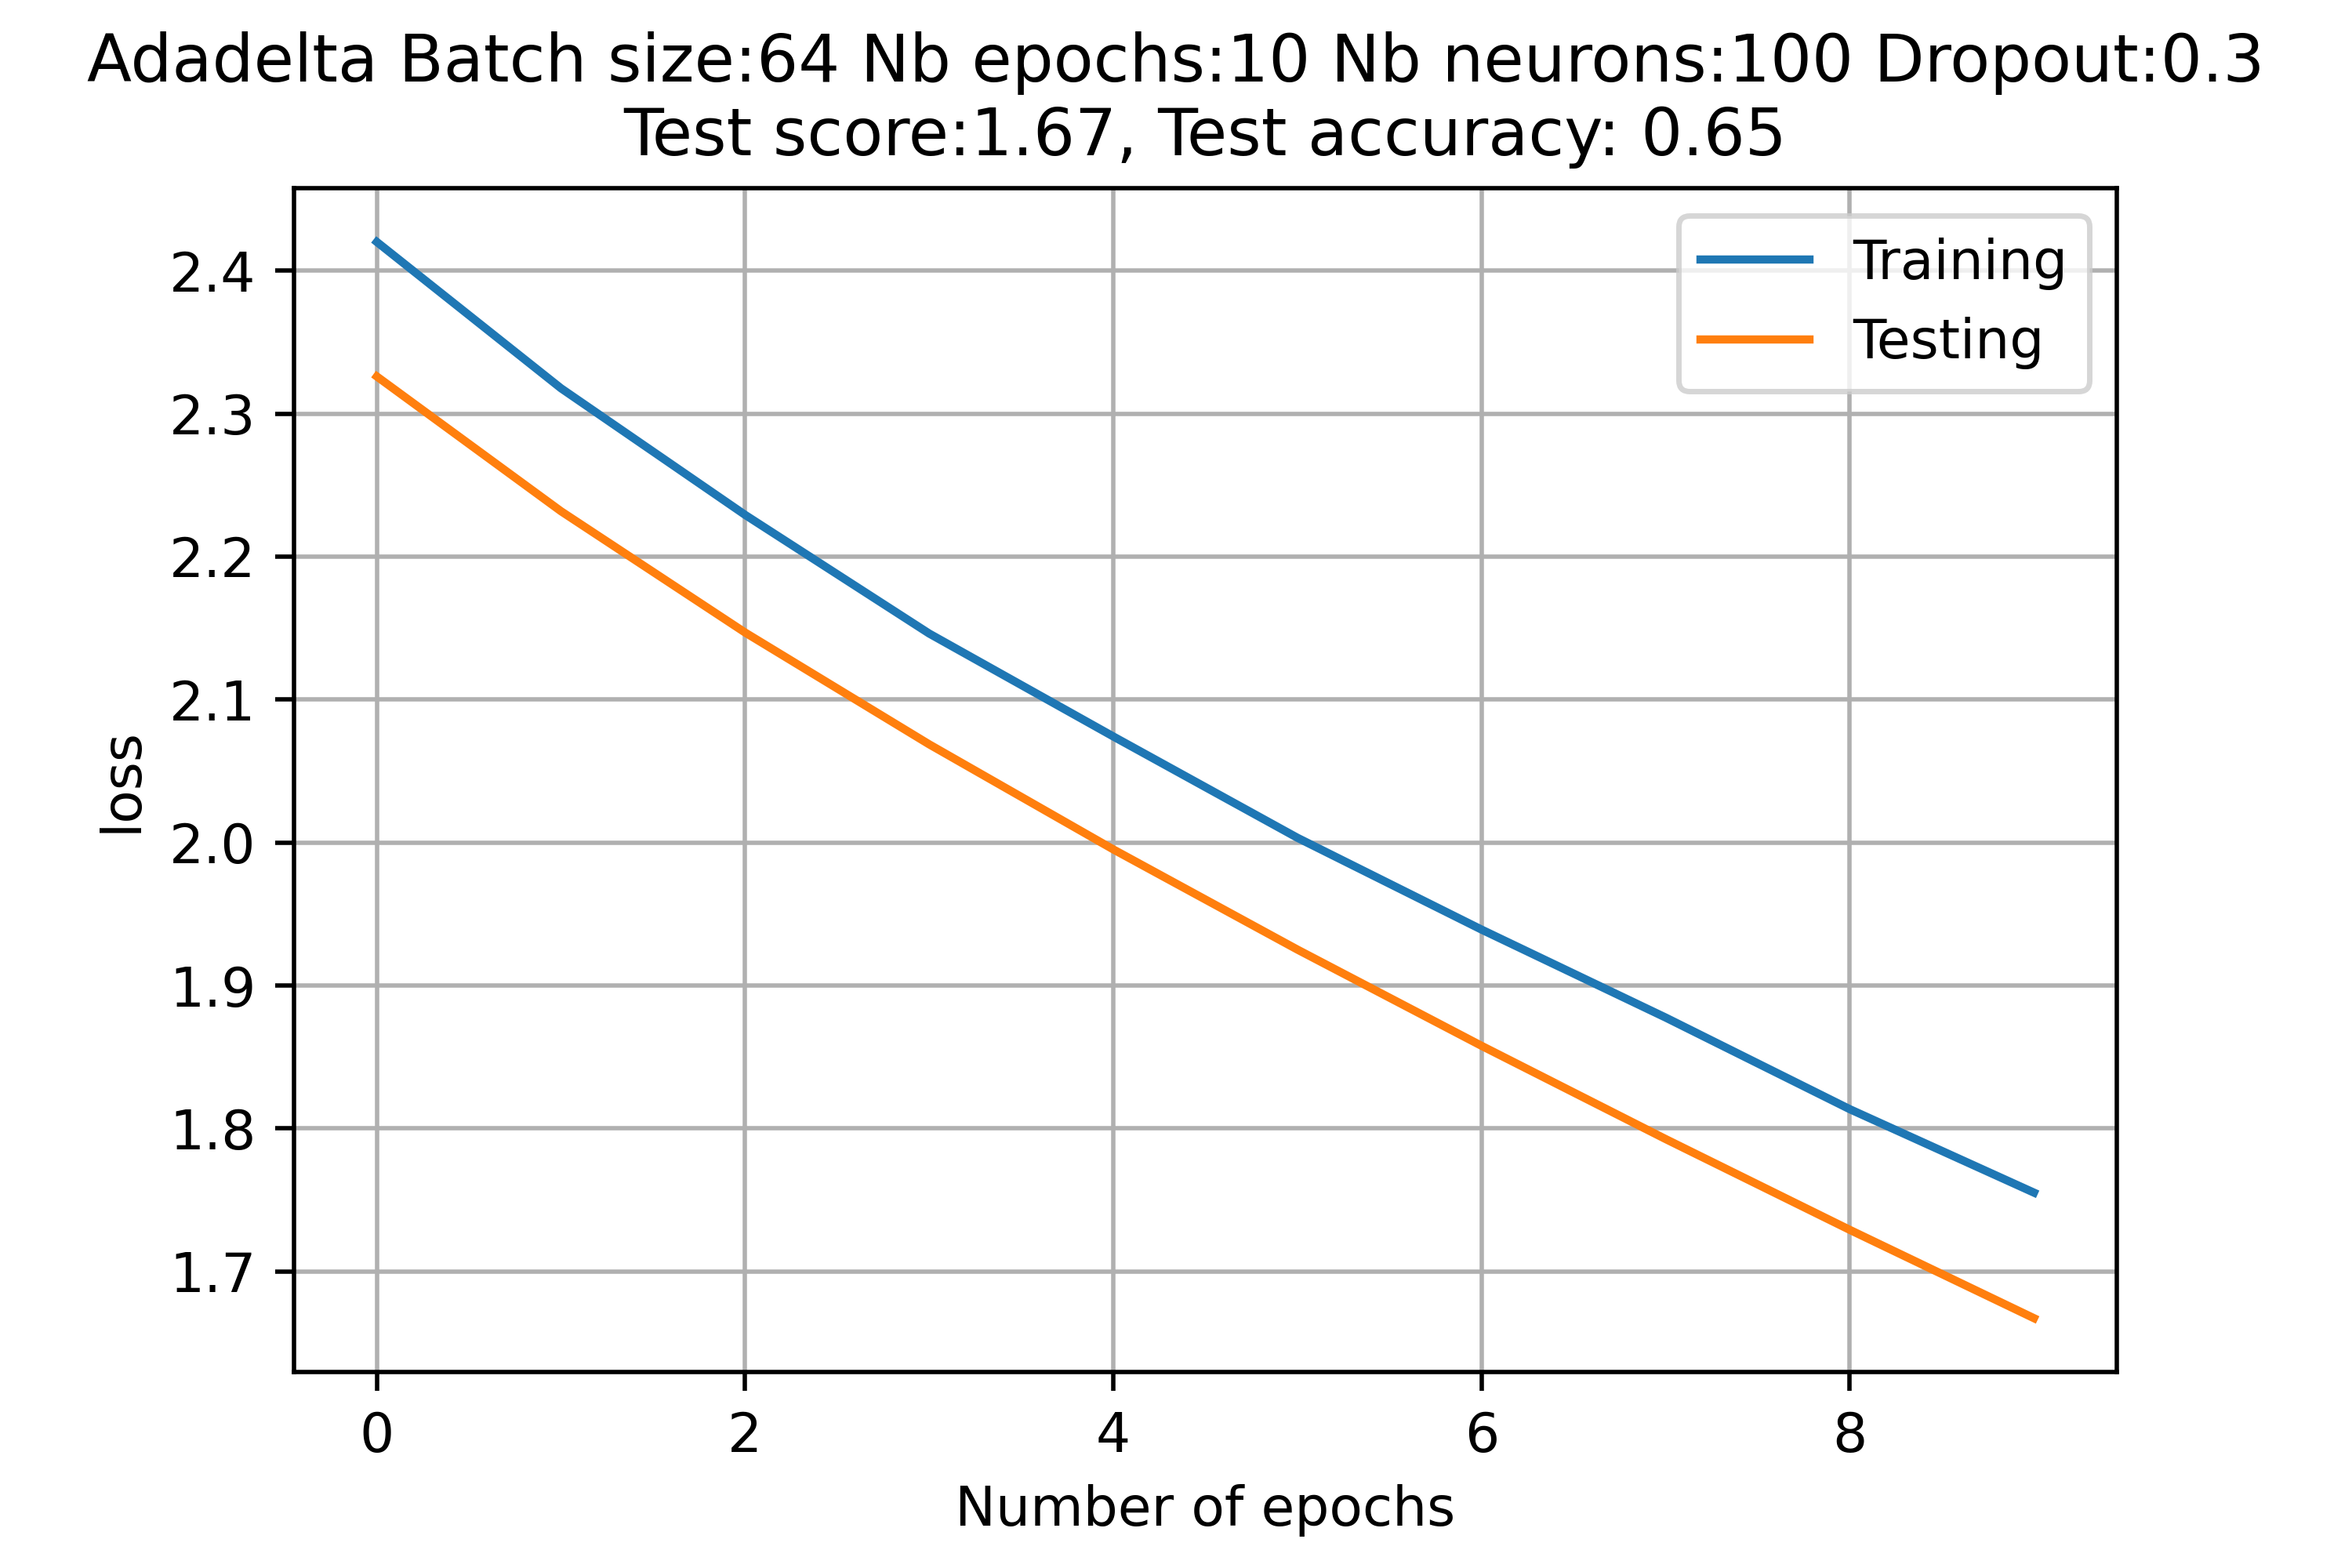 Adadelta Batch size:64 Nb epochs:10 Nb neurons:100 Dropout:0.3
Test score:1.67, Test accuracy: 0.65
Training
Testing
2.4
2.3
2.2
2.1
2.0
1.9
1.8
1.7
loss
0 2 4 6 8
Number of epochs